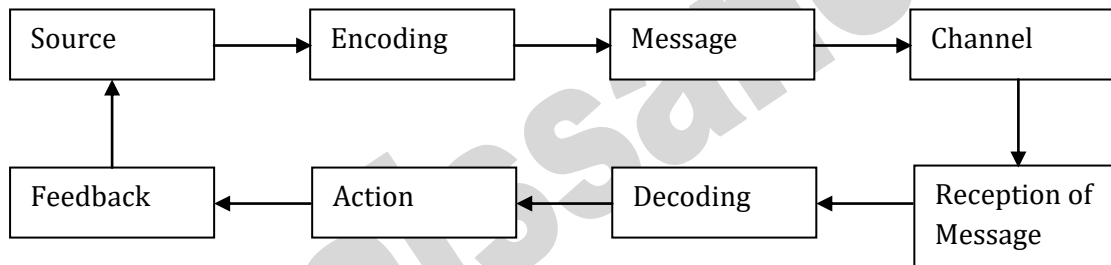 Source
Encoding
Message
Channel
Feedback
Action
Decoding
Reception of
Message